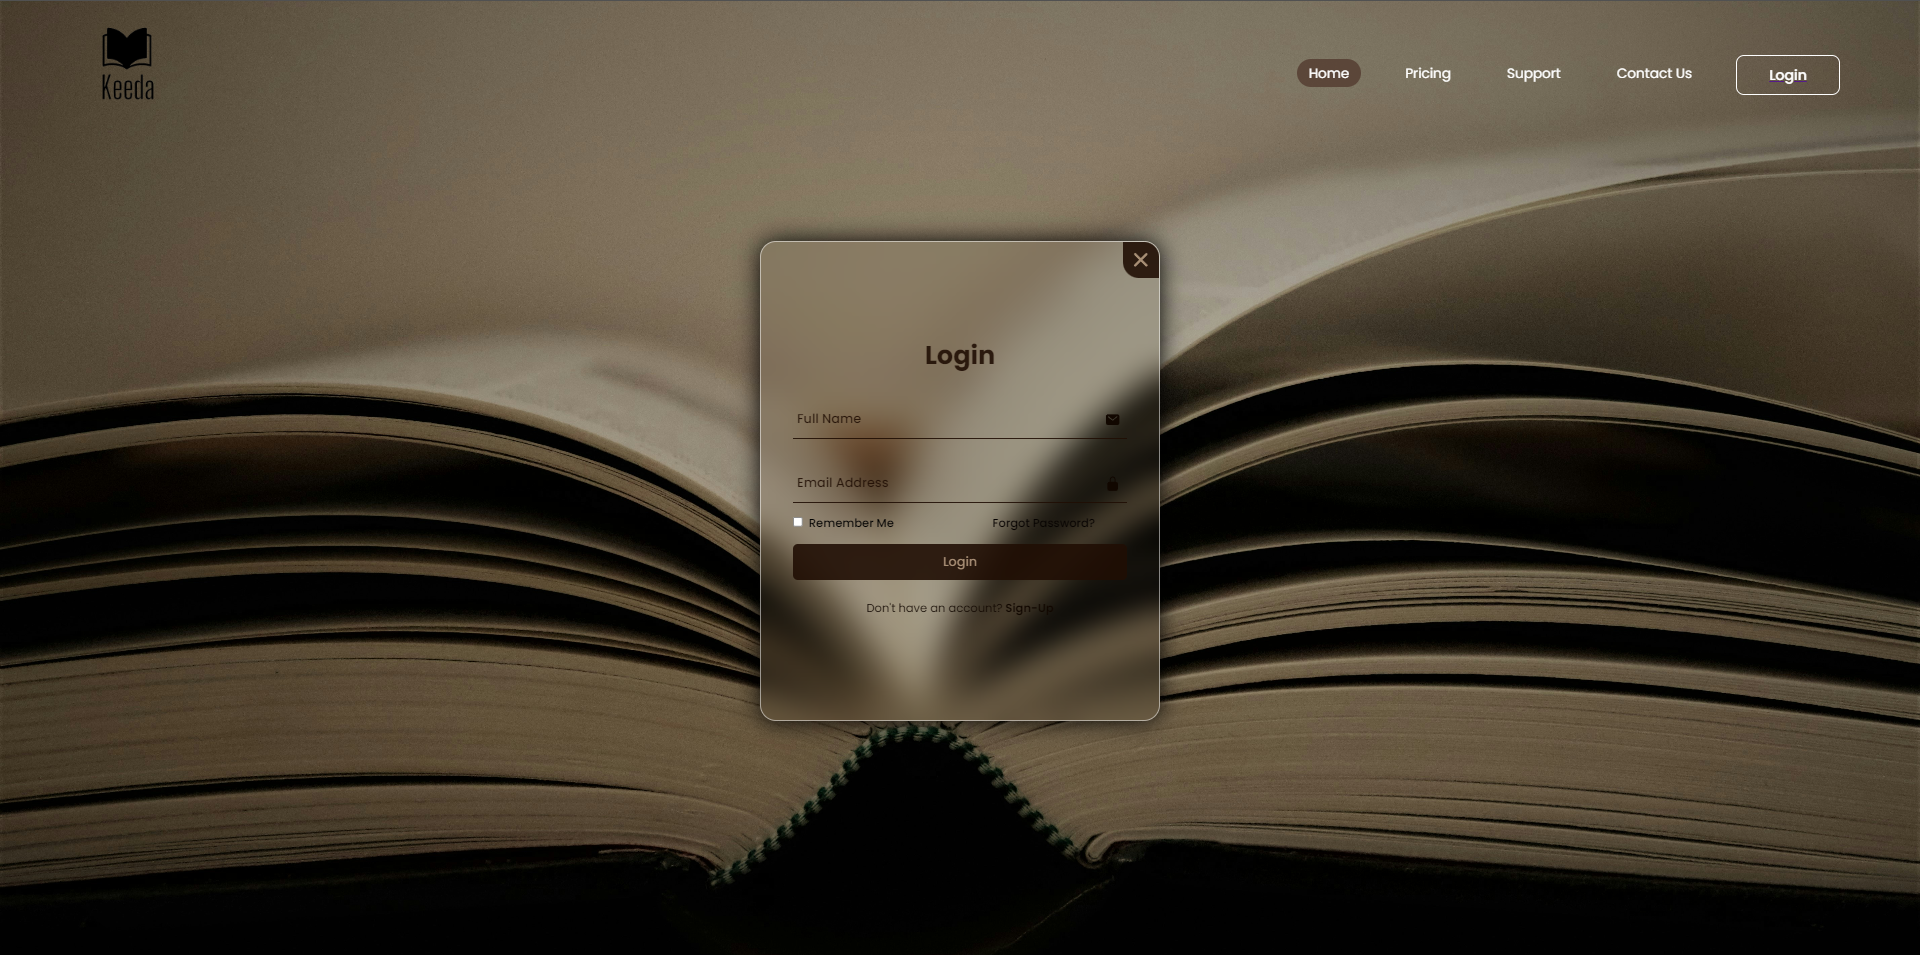 Keeda
Home
Pricing
Support
Contact Us
Login
Login
Full Name
Email Address
Remember Me
Forgot Password?
Login
Don't have an account? Sign-Up